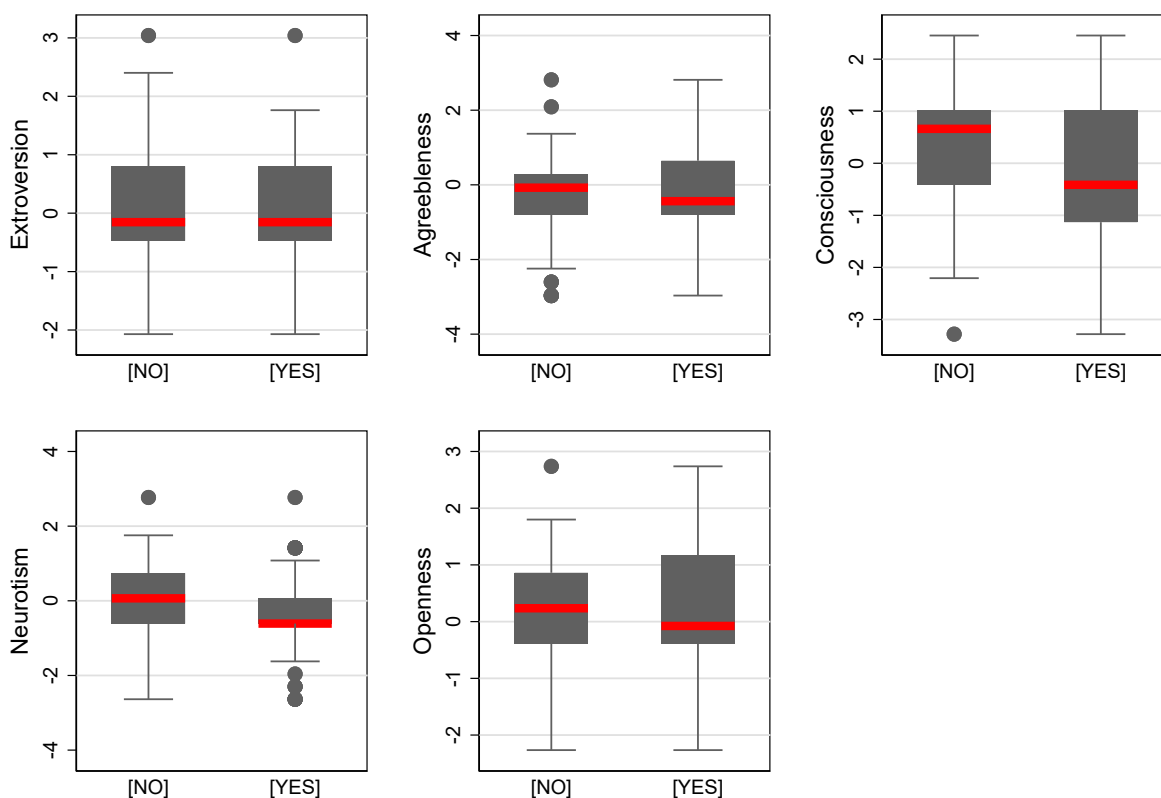 Extroversion
3
2
1
0
-1
-2
[NO] [YES]
Agreebleness
4
2
0
-2
-4
[NO] [YES]
Consciousness
2
1
0
-1
-2
-3
[NO] [YES]
Neurotism
4
2
0
-2
-4
[NO] [YES]
Openness
3
2
1
0
-1
-2
[NO] [YES]